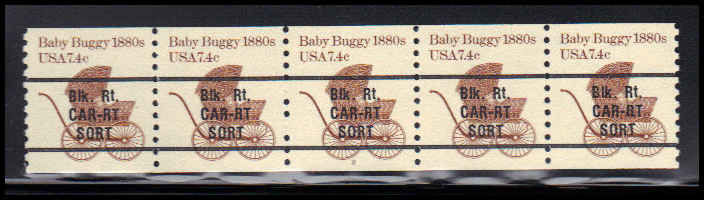 Baby Buggy 1880s Baby Buggy 1880s Baby Buggy 1880s Baby Buggy 1880s Baby Buggy 1880s
USA7.4c USA7.4c USA7.4c USA7.4c USA7.4c
Blk. Rt. Blk. Rt. Blk. Rt. Blk. Rt. Blk. Rt.
CAR-RT CAR-RT CAR-RT CAR-RT CAR-RT
SORT SORT SORT SORT SORT